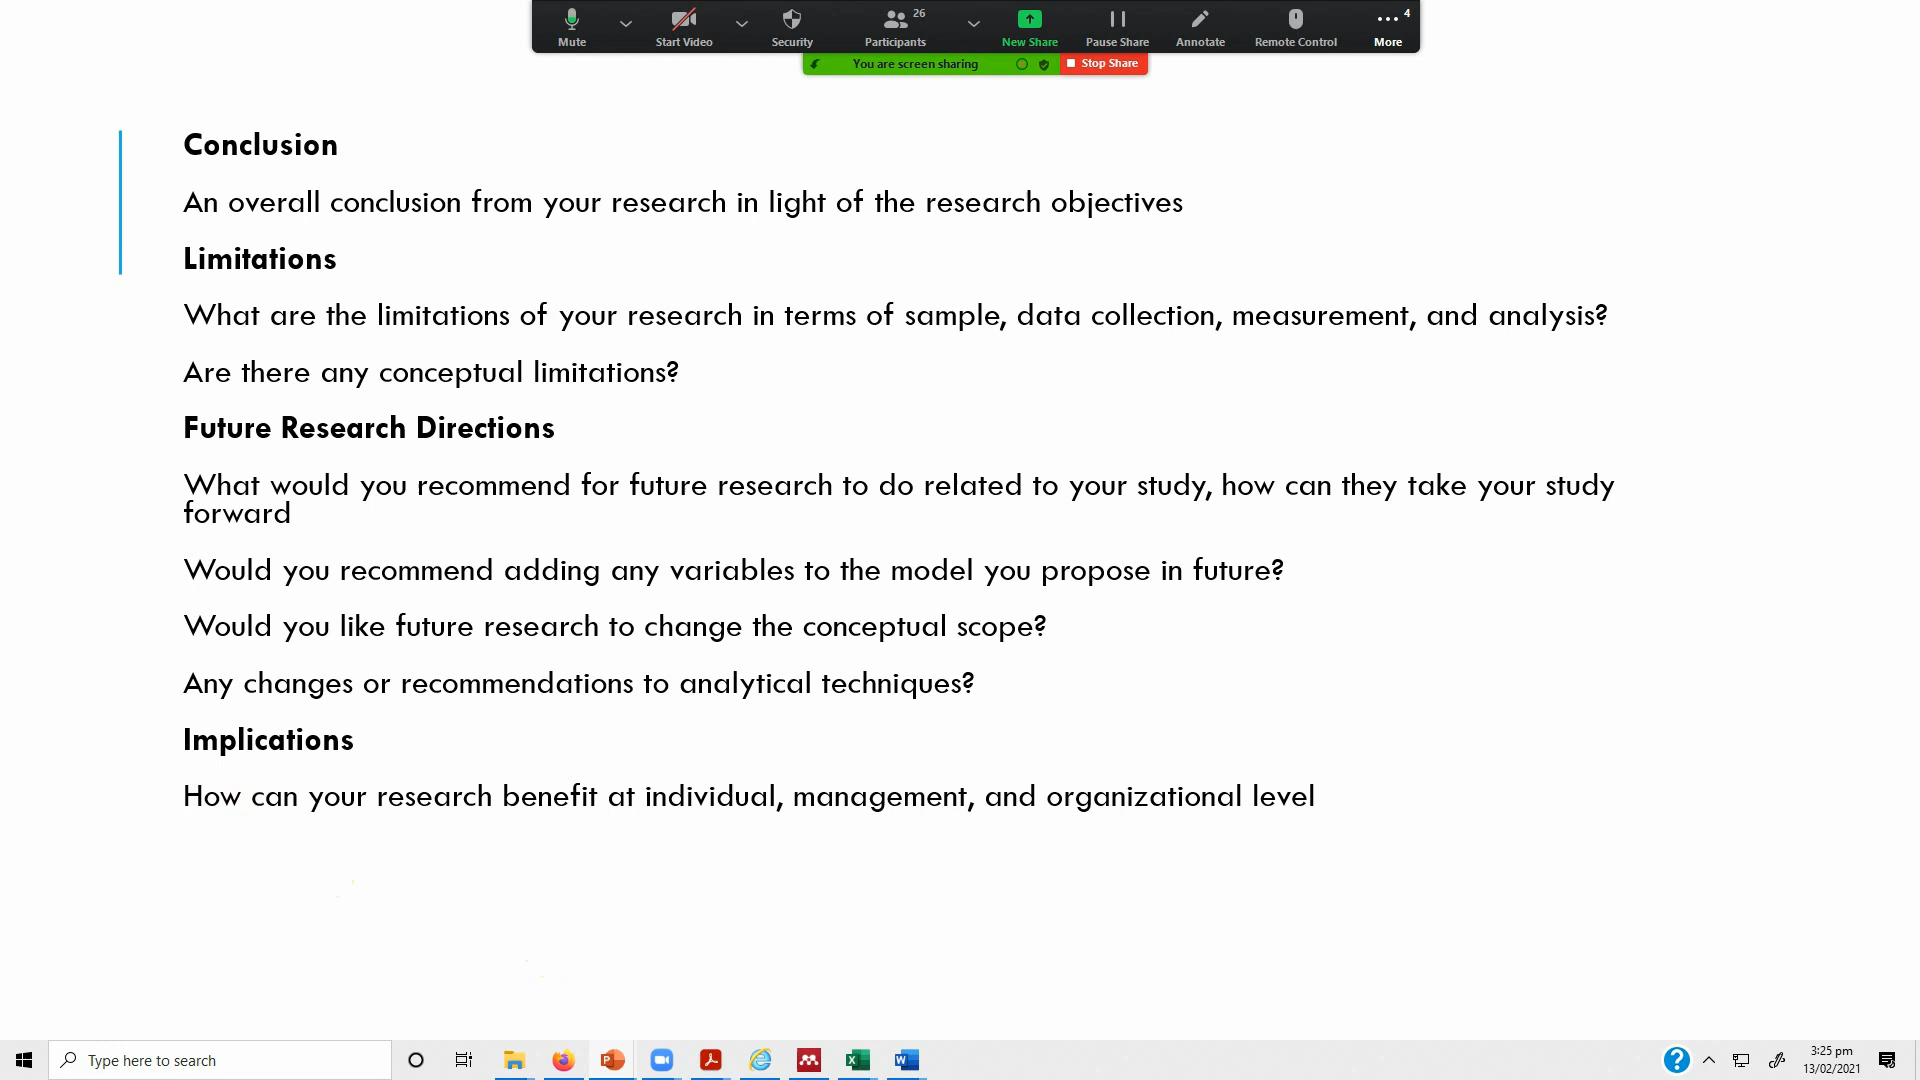 26
4
Mute
Start Video
Security
Participants
New Share
Pause Share
Annotate
Remote Control
More
You are screen sharing
Stop Share
Conclusion
An overall conclusion from your research in light of the research objectives
Limitations
What are the limitations of your research in terms of sample, data collection, measurement, and analysis?
Are there any conceptual limitations?
Future Research Directions
What would you recommend for future research to do related to your study, how can they take your study
forward
Would you recommend adding any variables to the model you propose in future?
Would you like future research to change the conceptual scope?
Any changes or recommendations to analytical techniques?
Implications
How can your research benefit at individual, management, and organizational level
Type here to search
3:25 pm
13/02/2021